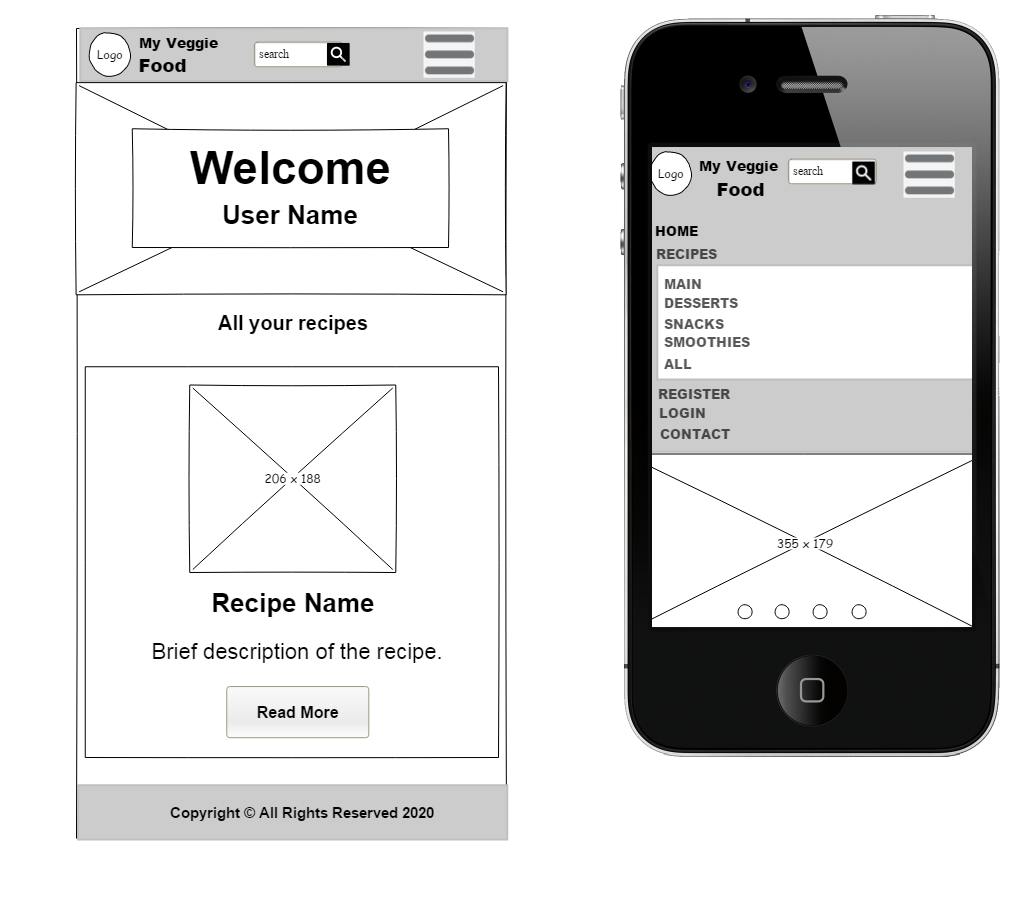 Logo
My Veggie
Food
search
Welcome
User Name
All your recipes
206 x 188
Recipe Name
Brief description of the recipe.
Read More
Copyright © All Rights Reserved 2020
Logo
My Veggie
Food
search
HOME
RECIPES
MAIN
DESSERTS
SNACKS
SMOOTHIES
ALL
REGISTER
LOGIN
CONTACT
355 x 179